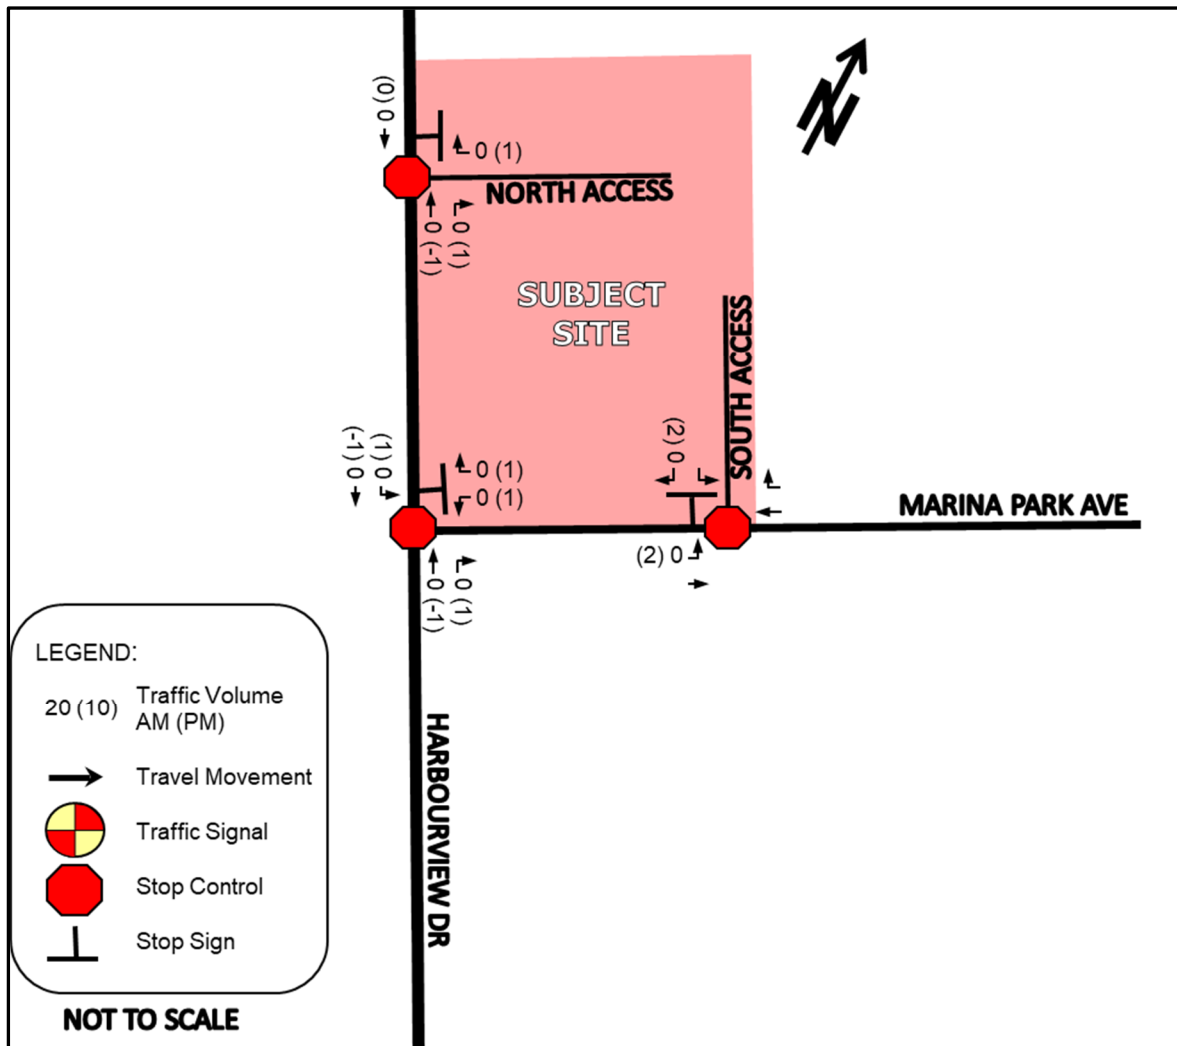 (0) 0
0 (1)
N
NORTH ACCESS
0 (-1)
0 (1)
SUBJECT
SITE
SOUTH ACCESS
(-1) 0
(1) 0
0 (1)
0 (1)
(2) 0
MARINA PARK AVE
(2) 0
0 (-1)
0 (1)
LEGEND:
20 (10)
Traffic Volume
AM (PM)
Travel Movement
Traffic Signal
Stop Control
Stop Sign
HARBOURVIEW DR
NOT TO SCALE